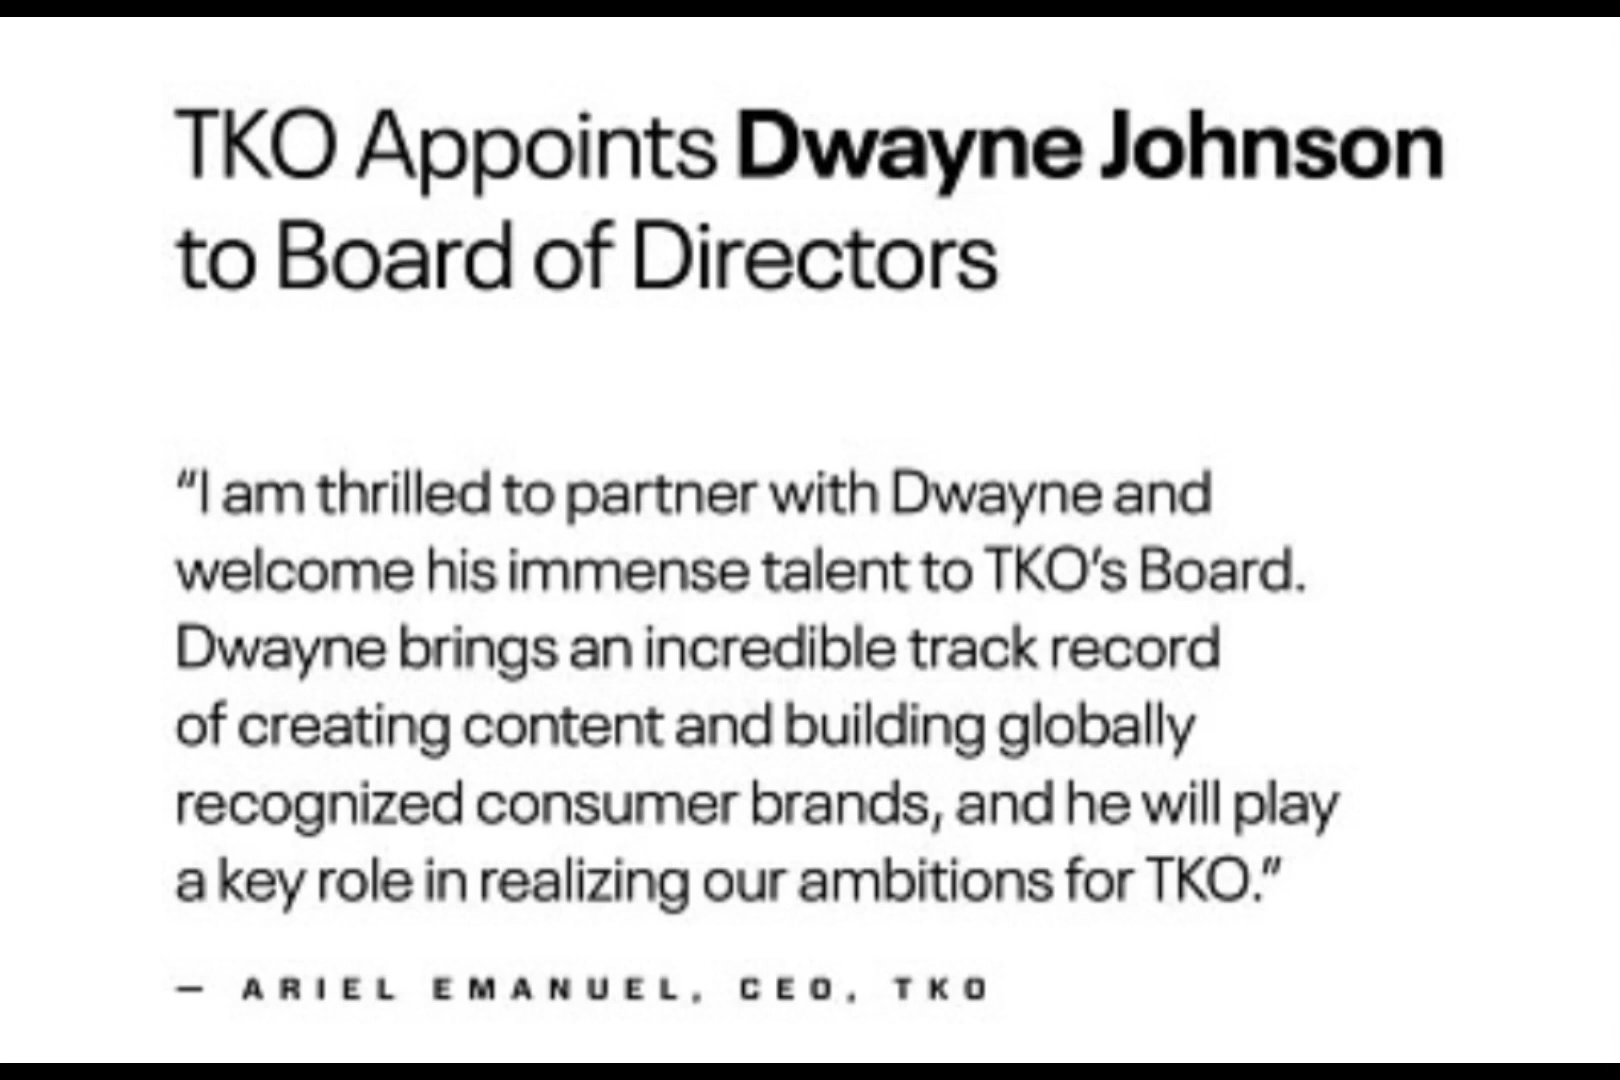 TKO Appoints Dwayne Johnson
to Board of Directors
“I am thrilled to partner with Dwayne and
welcome his immense talent to TKO’s Board.
Dwayne brings an incredible track record
of creating content and building globally
recognized consumer brands, and he will play
a key role in realizing our ambitions for TKO.”
— ARIEL EMANUEL, CEO, TKO